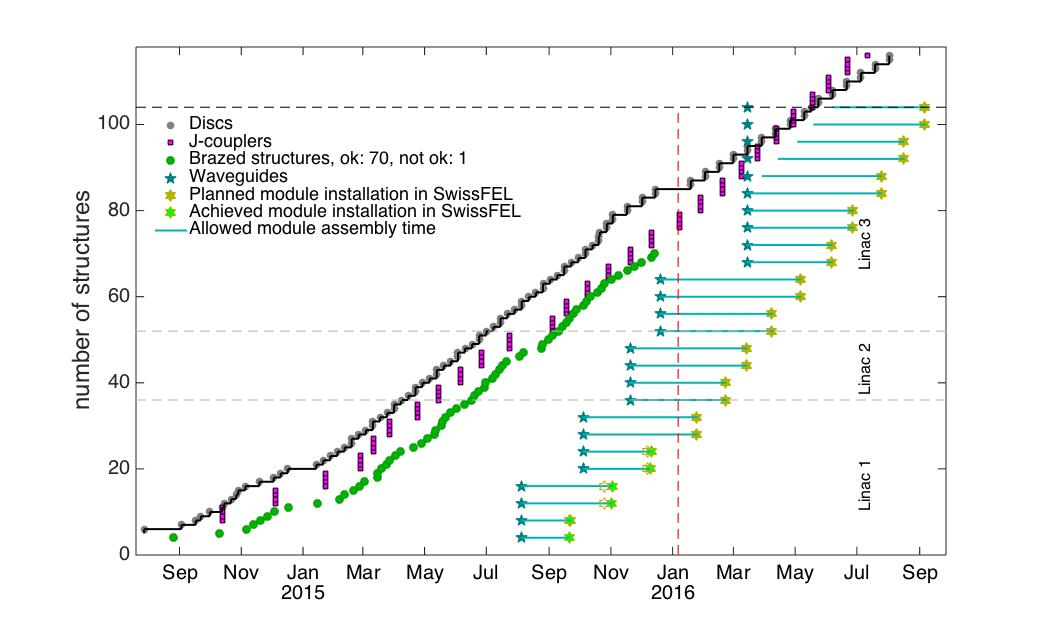 Discs
J-couplers
Brazed structures, ok: 70, not ok: 1
Waveguides
Planned module installation in SwissFEL
Achieved module installation in SwissFEL
Allowed module assembly time
number of structures
100
80
60
40
20
0
Linac 3
Linac 2
Linac 1
Sep Nov Jan Mar May Jul Sep Nov Jan Mar May Jul Sep
2015 2016